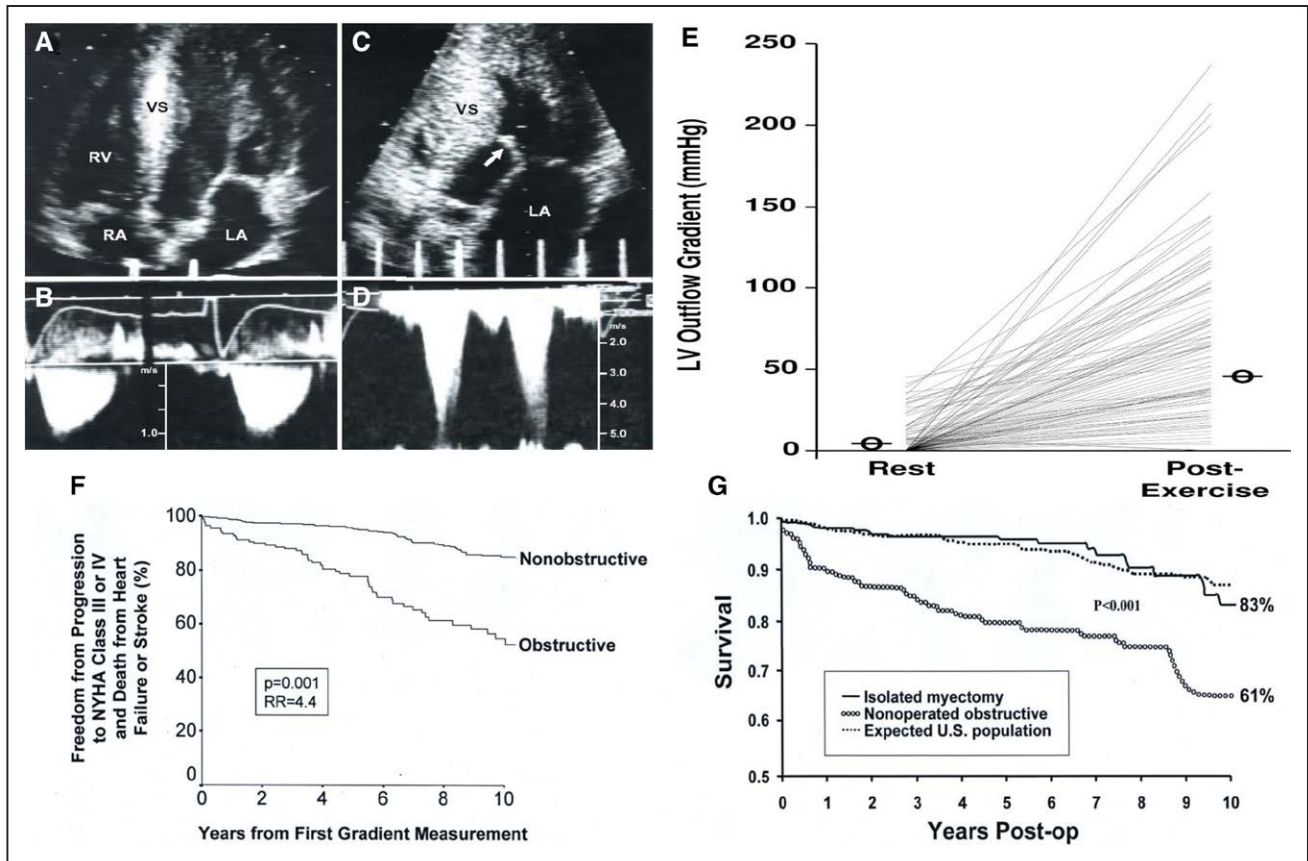 A
VS
RV
RA
LA
B
m/s
1.0
C
VS
LA
D
m/s
2.0
3.0
4.0
5.0
E
LV Outflow Gradient (mmHg)
250
200
150
100
50
0
Rest
Post-
Exercise
F
Freedom from Progression
to NYHA Class III or IV
and Death from Heart
Failure or Stroke (%)
100
80
60
40
20
0
Nonobstructive
Obstructive
p=0.001
RR=4.4
0 2 4 6 8 10
Years from First Gradient Measurement
G
Survival
1.0
0.9
0.8
0.7
0.6
0.5
P<0.001
83%
61%
Isolated myectomy
Nonoperated obstructive
Expected U.S. population
0 1 2 3 4 5 6 7 8 9 10
Years Post-op